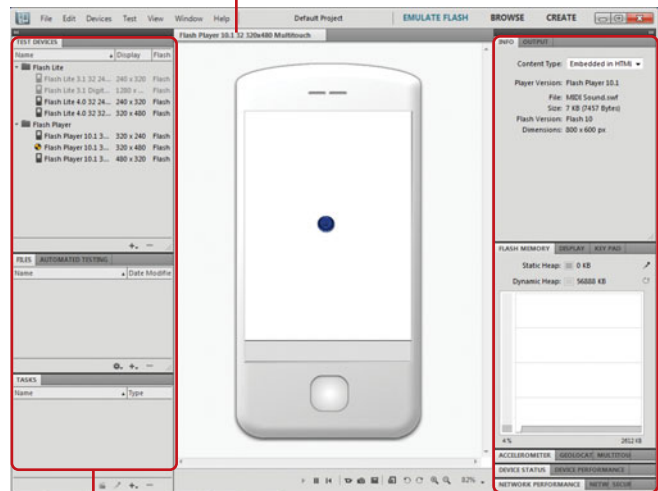 File Edit Devices Test View Window Help Default Project EMULATE FLASH BROWSE CREATE
Flash Player 10.1 32 320x480 Multitouch
TEST DEVICES
Name Display Flash
Flash Lite
Flash Lite 3.1 32 24... 240 x 320 Flash
Flash Lite 3.1 Digit... 1280 x ... Flash
Flash Lite 4.0 32 24... 240 x 320 Flash
Flash Lite 4.0 32 32... 320 x 480 Flash
Flash Player
Flash Player 10.1 3... 320 x 240 Flash
Flash Player 10.1 3... 320 x 480 Flash
Flash Player 10.1 3... 480 x 320 Flash
FILES AUTOMATED TESTING
Name Date Modifie
TASKS
Name Type
82%
INFO OUTPUT
Content Type: Embedded in HTMl
Player Version: Flash Player 10.1
File: MIDI Sound.swf
Size: 7 KB (7457 Bytes)
Flash Version: Flash 10
Dimensions: 800 x 600 px
FLASH MEMORY DISPLAY KEY PAD
Static Heap: 0 KB
Dynamic Heap: 56888 KB
4% 2612 KB
ACCELEROMETER GEOLOCAT MULTITOU
DEVICE STATUS DEVICE PERFORMANCE
NETWORK PERFORMANCE NETW SECUR